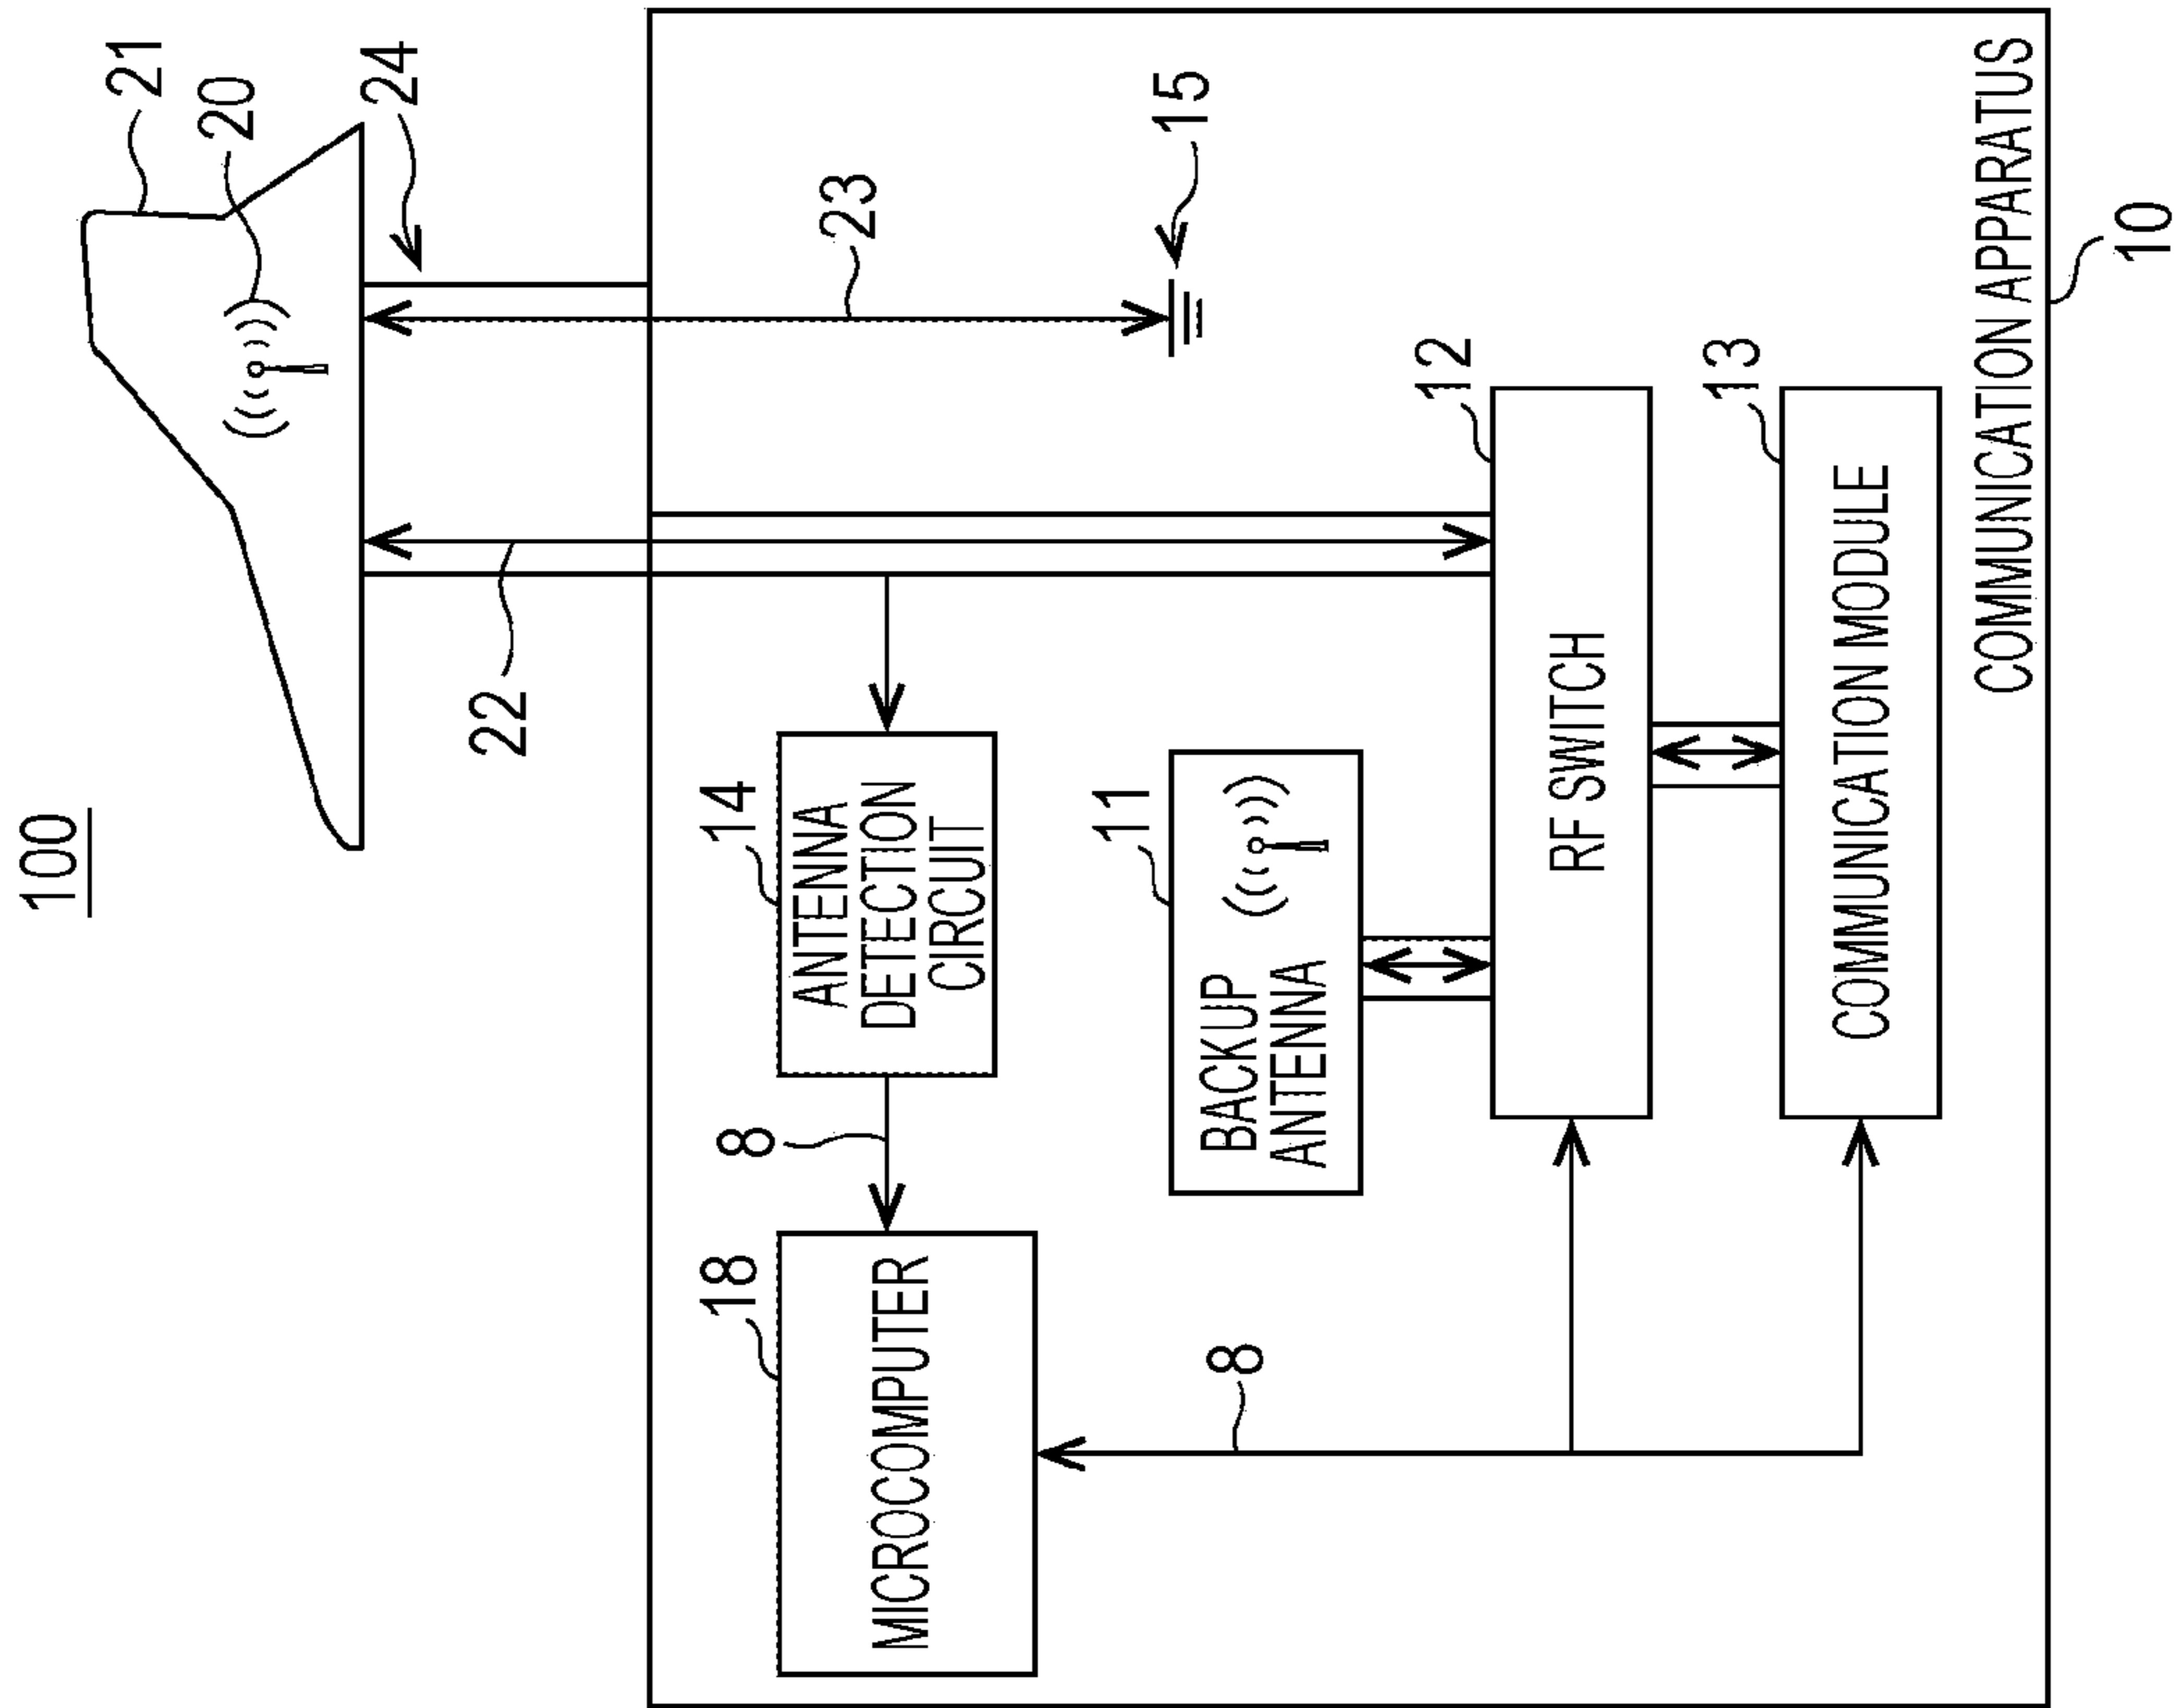 100
21
20
24
22
18
14
8
23
MICROCOMPUTER
ANTENNA
DETECTION
CIRCUIT
11
15
8
BACKUP
ANTENNA
12
RF SWITCH
13
COMMUNICATION MODULE
COMMUNICATION APPARATUS
10